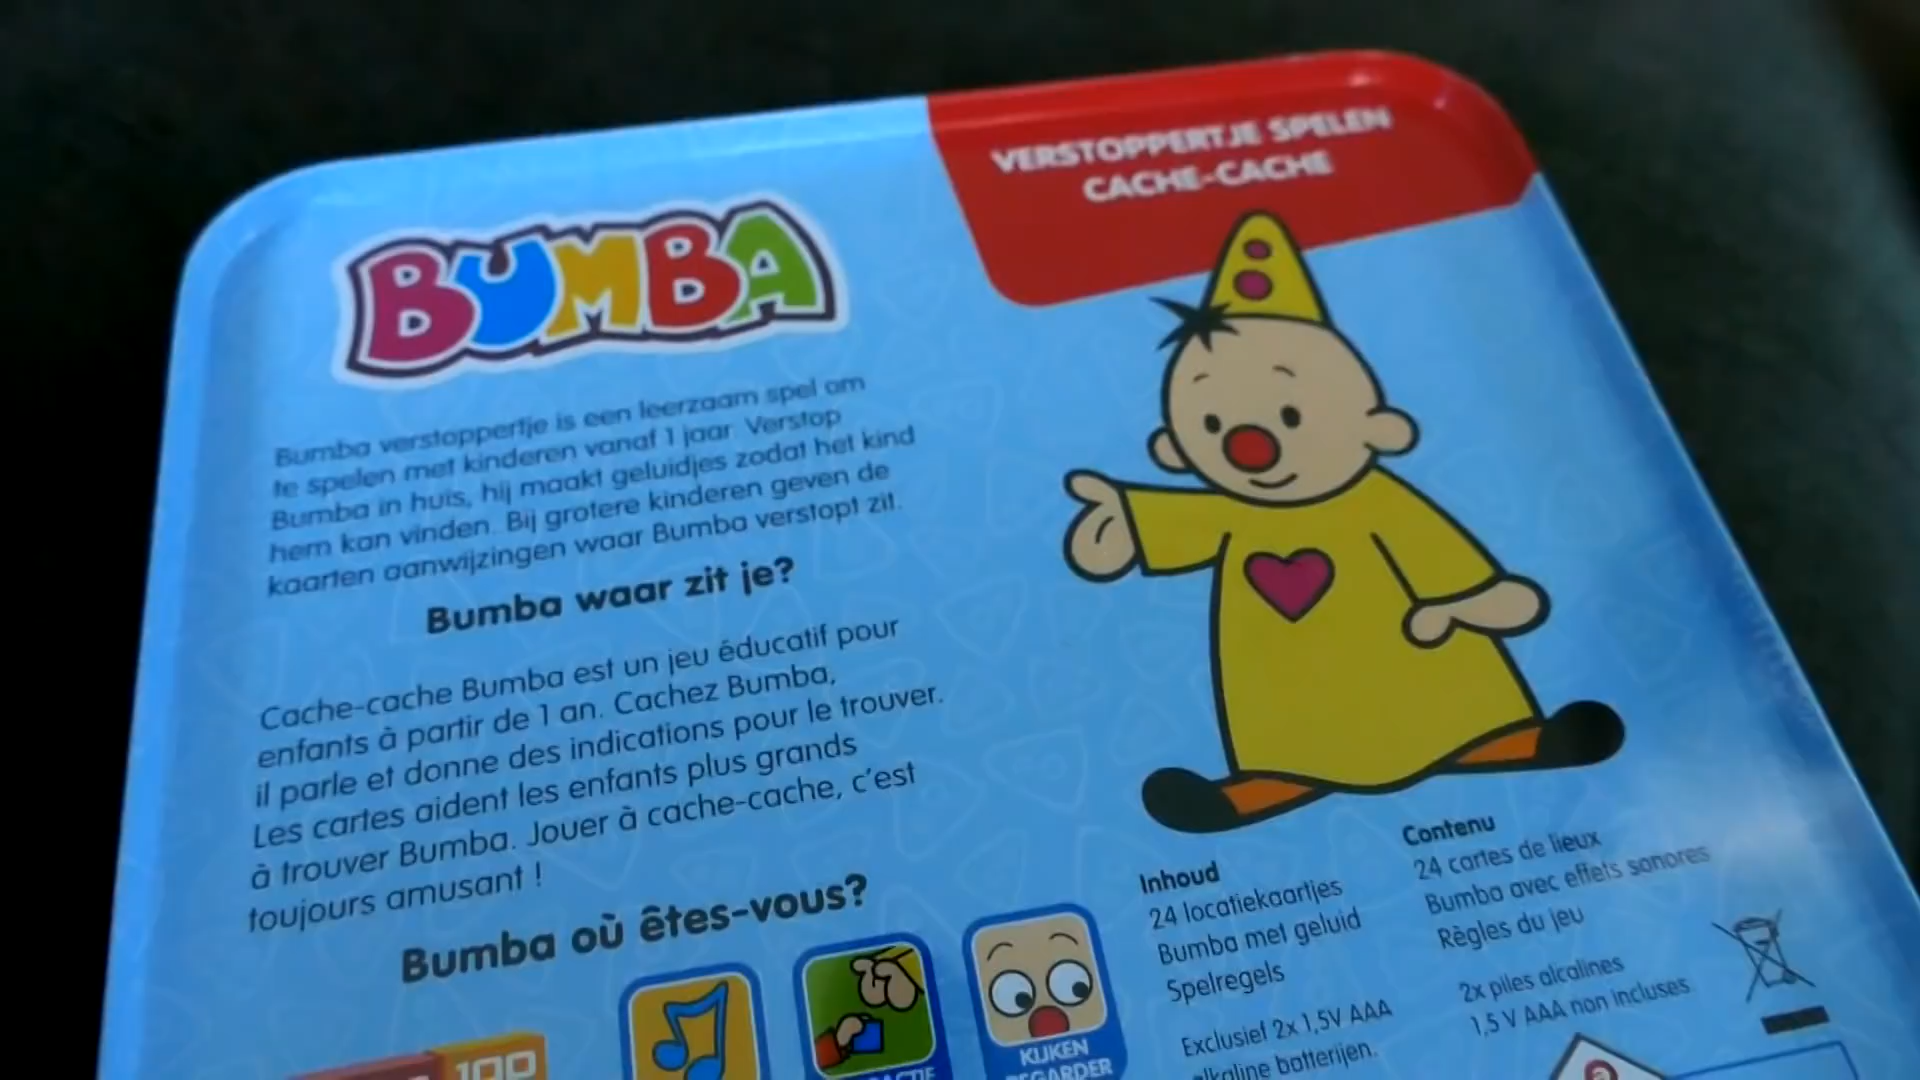 VERSTOPPERTJE SPELEN
CACHE-CACHE
BUMBA
Bumba verstoppertje is een leerzaam spel om
te spelen met kinderen vanaf 1 jaar. Verstop
Bumba in huis, hij maakt geluidjes zodat het kind
hem kan vinden. Bij grotere kinderen geven de
kaarten aanwijzingen waar Bumba verstopt zit.
Bumba waar zit je?
Cache-cache Bumba est un jeu éducatif pour
enfants à partir de 1 an. Cachez Bumba,
il parle et donne des indications pour le trouver.
Les cartes aident les enfants plus grands
à trouver Bumba. Jouer à cache-cache, c'est
toujours amusant !
Bumba où êtes-vous?
Inhoud
24 locatiekaartjes
Bumba met geluid
Spelregels
Exclusief 2x 1,5V AAA
alkaline batterijen.
Contenu
24 cartes de lieux
Bumba avec effets sonores
Règles du jeu
2x piles alcalines
1,5 V AAA non incluses
KIJKEN
REGARDER
100